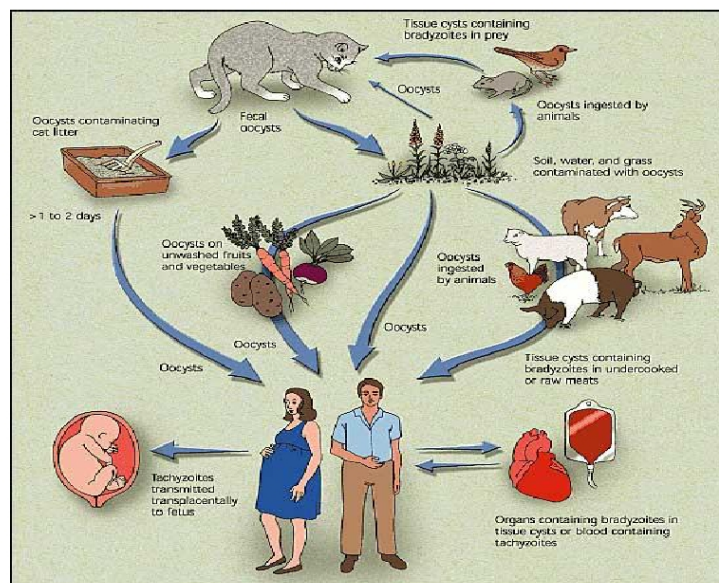 Tissue cysts containing
bradyzoites in prey
Oocysts
Oocysts ingested by
animals
Oocysts contaminating
cat litter
Fecal
oocysts
Soil, water, and grass
contaminated with oocysts
>1 to 2 days
Oocysts on
unwashed fruits
and vegetables
Oocysts
ingested
by animals
Oocysts
Oocysts
Oocysts
Tissue cysts containing
bradyzoites in undercooked
or raw meats
Tachyzoites
transmitted
transplacentally
to fetus
Organs containing bradyzoites in
tissue cysts or blood containing
tachyzoites